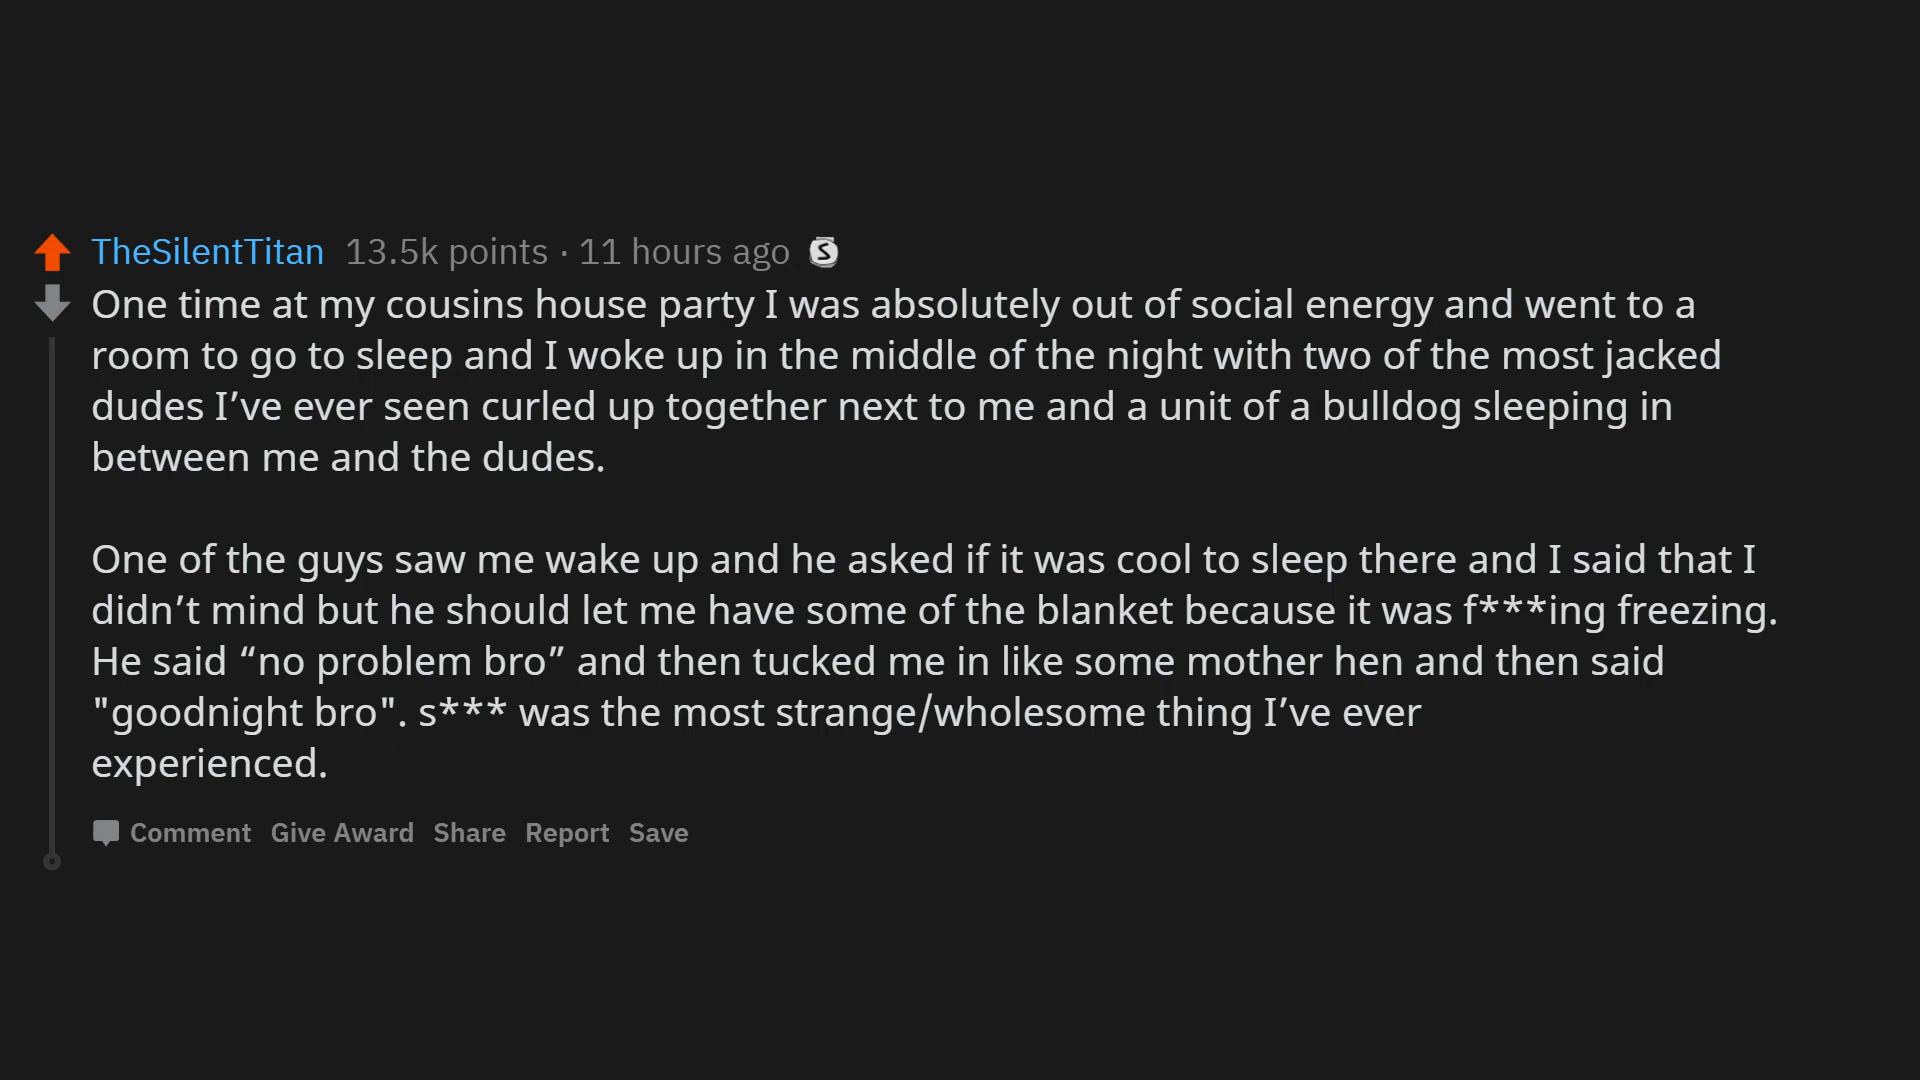 TheSilentTitan 13.5k points · 11 hours ago S
One time at my cousins house party I was absolutely out of social energy and went to a
room to go to sleep and I woke up in the middle of the night with two of the most jacked
dudes I’ve ever seen curled up together next to me and a unit of a bulldog sleeping in
between me and the dudes.
One of the guys saw me wake up and he asked if it was cool to sleep there and I said that I
didn’t mind but he should let me have some of the blanket because it was f***ing freezing.
He said “no problem bro” and then tucked me in like some mother hen and then said
"goodnight bro". s*** was the most strange/wholesome thing I’ve ever
experienced.
Comment Give Award Share Report Save